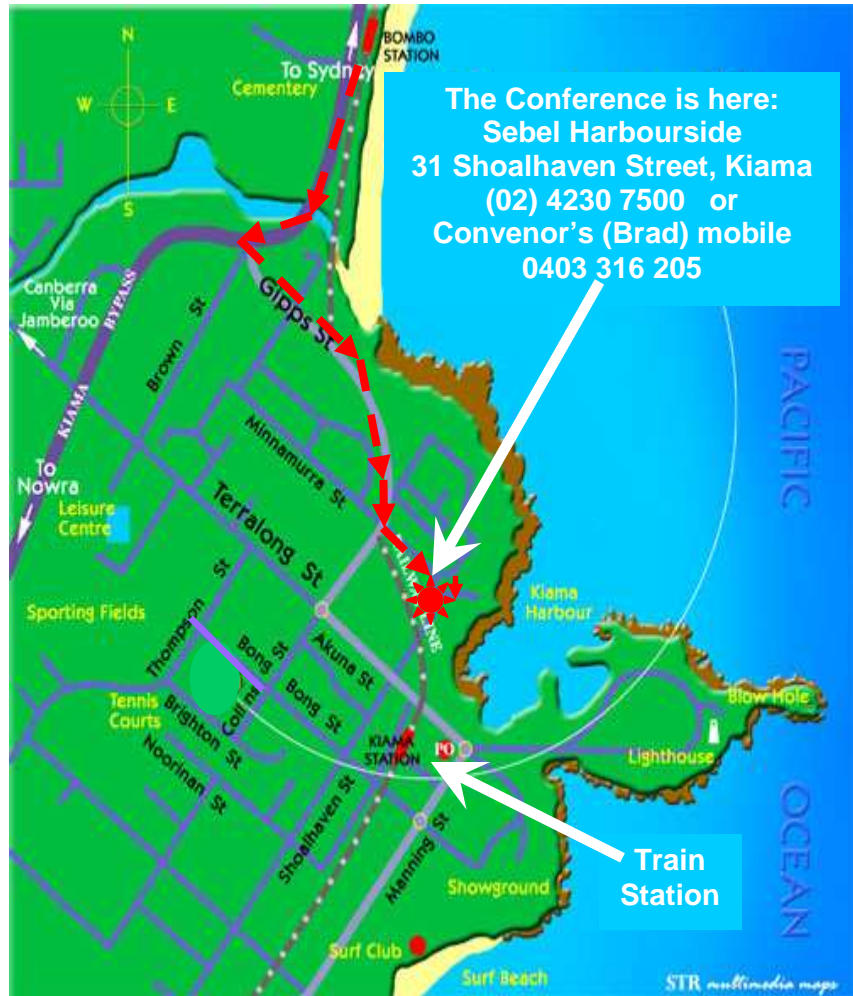 N
W
E
S
BOMBO
STATION
To Sydney
Cementery
The Conference is here:
Sebel Harbourside
31 Shoalhaven Street, Kiama
(02) 4230 7500 or
Convenor's (Brad) mobile
0403 316 205
Canberra
Via
Jamberoo
KIAMA BYPASS
Brown St
Gipps St
PACIFIC
To
Nowra
Leisure
Centre
Minnamurra St
Terralong St
LINE
Kiama
Harbour
Sporting Fields
Thompson St
Bong St
Akuna St
Collins
Bong St
Tennis
Courts
Brighton St
Noorinan St
KIAMA
STATION
PO
Blow Hole
Lighthouse
Shoalhaven St
Manning St
OCEAN
Train
Station
Showground
Surf Club
Surf Beach
STR multimedia maps